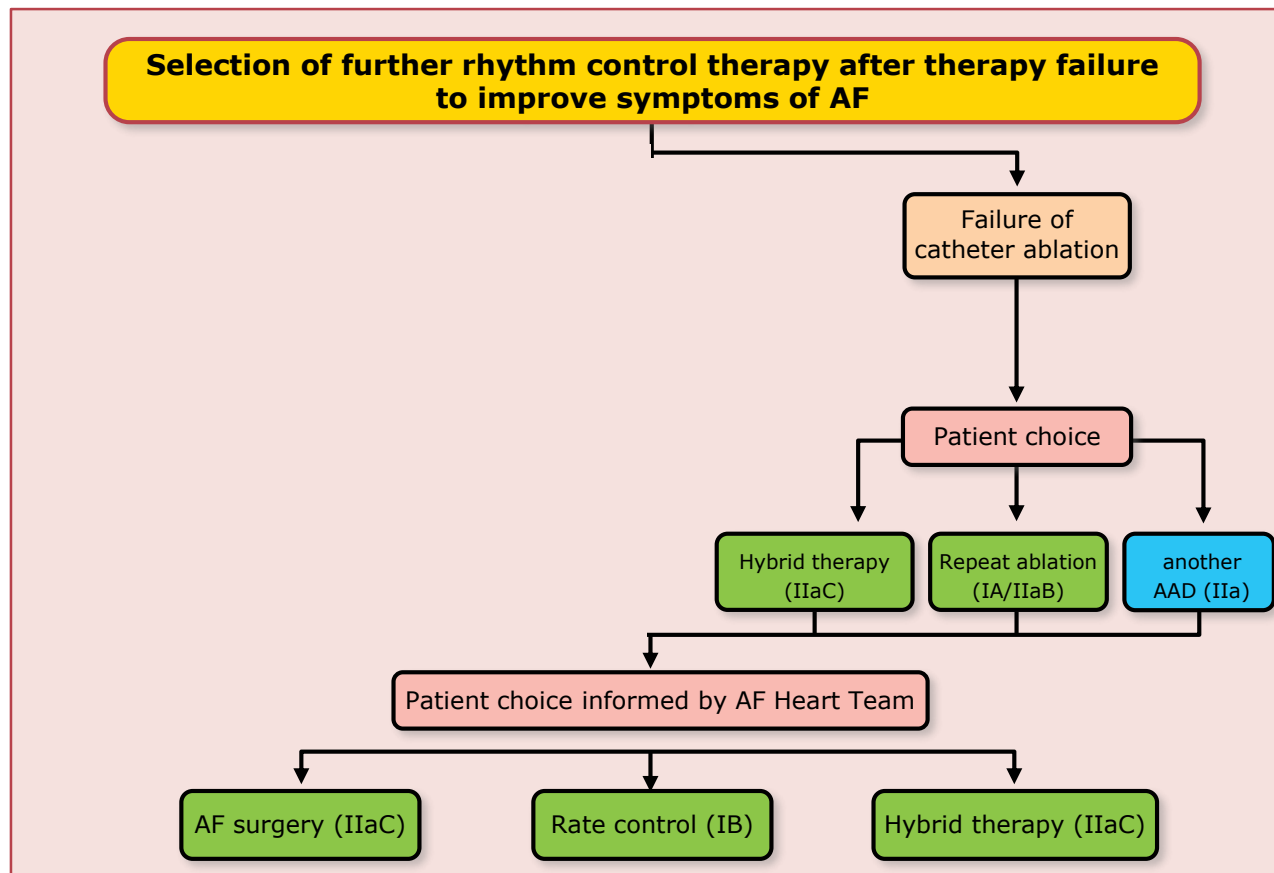 Selection of further rhythm control therapy after therapy failure
to improve symptoms of AF
Failure of
catheter ablation
Patient choice
Hybrid therapy
(IIaC)
Repeat ablation
(IA/IIaB)
another
AAD (IIa)
Patient choice informed by AF Heart Team
AF surgery (IIaC)
Rate control (IB)
Hybrid therapy (IIaC)